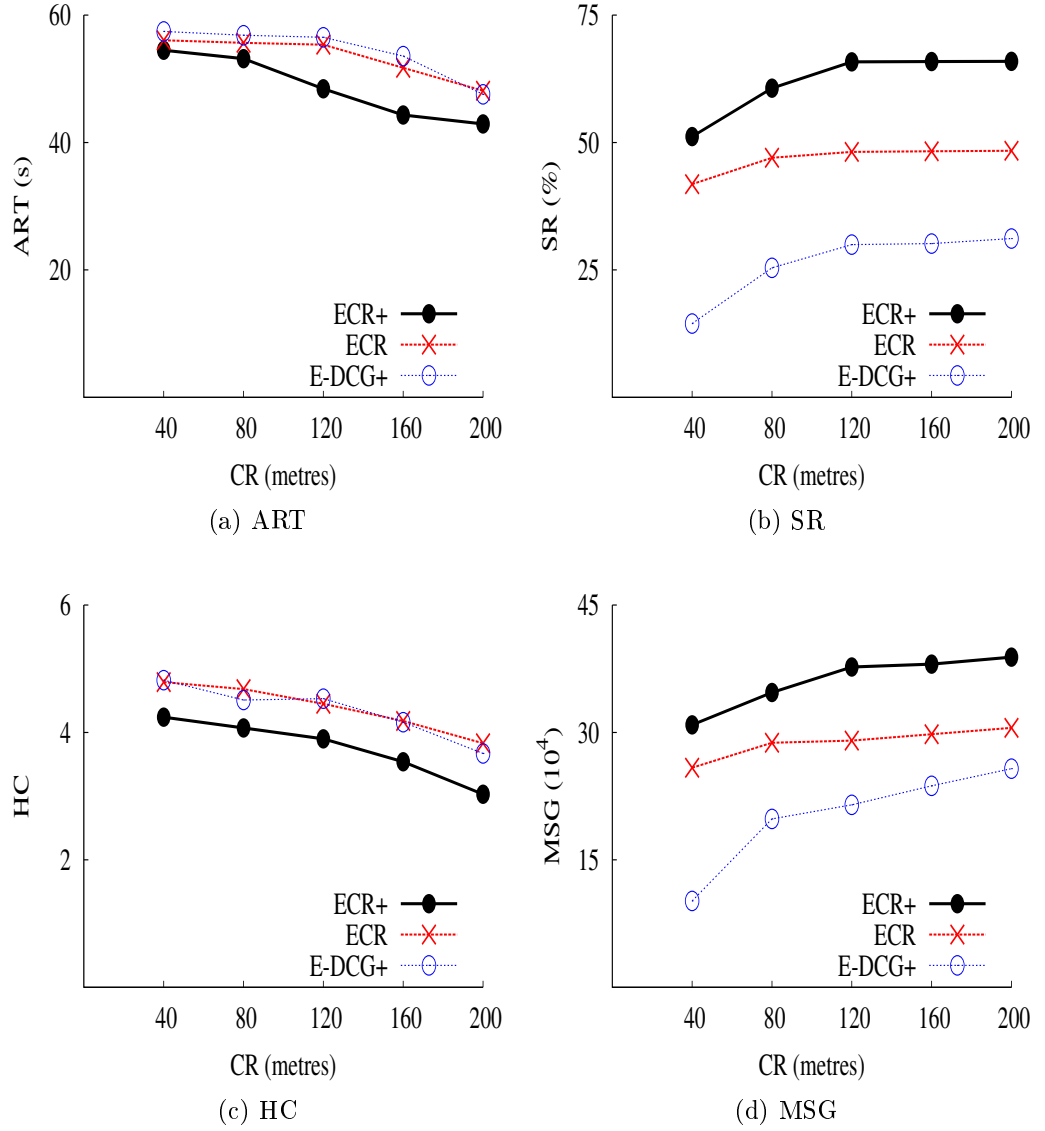 60
40
20
ART (s)
ECR+
ECR
E-DCG+
40 80 120 160 200
CR (metres)
(a) ART
75
50
25
SR (%)
ECR+
ECR
E-DCG+
40 80 120 160 200
CR (metres)
(b) SR
6
4
2
HC
ECR+
ECR
E-DCG+
40 80 120 160 200
CR (metres)
(c) HC
45
30
15
MSG (10^4)
ECR+
ECR
E-DCG+
40 80 120 160 200
CR (metres)
(d) MSG